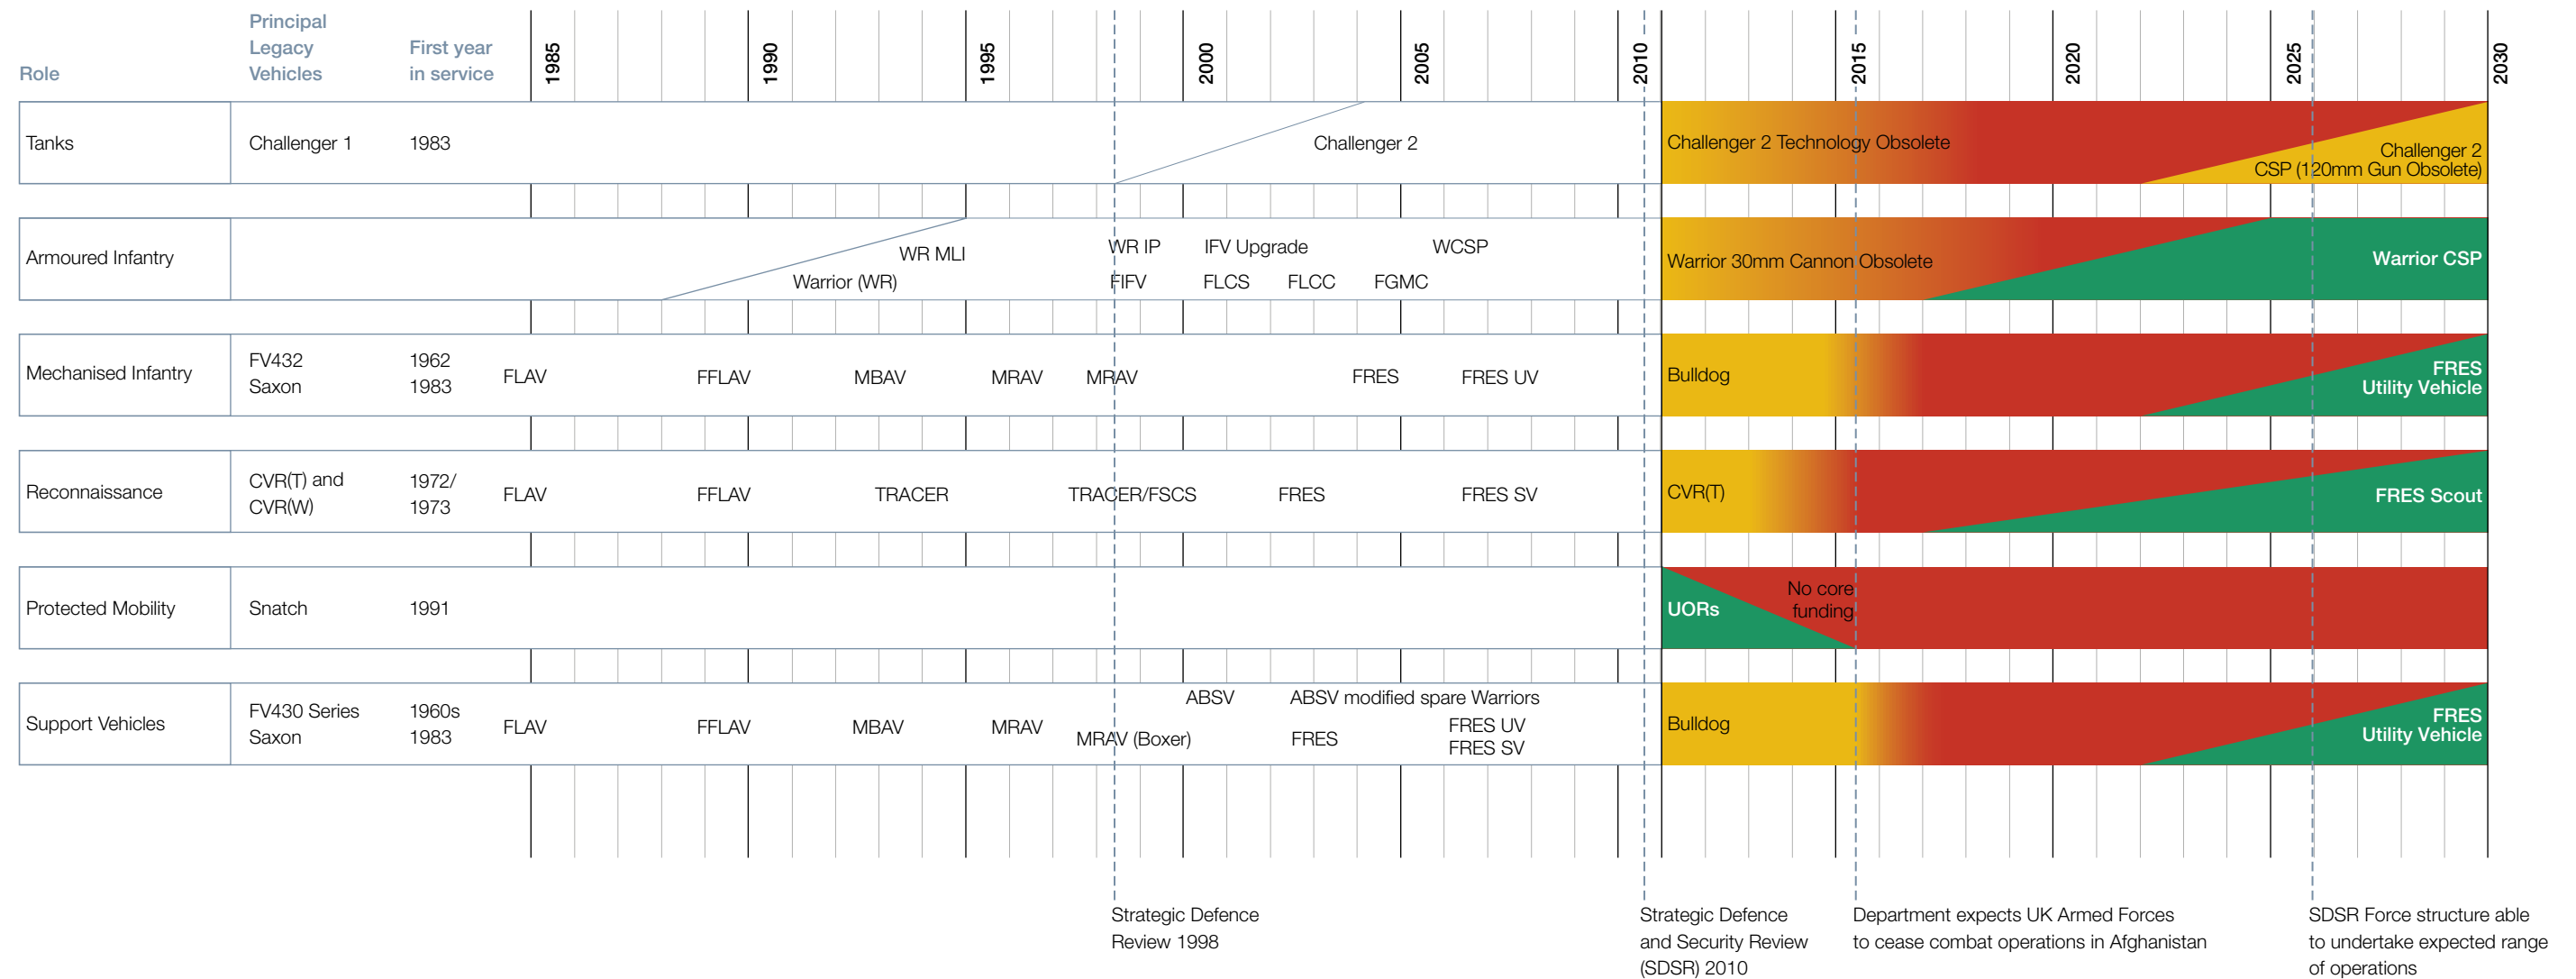 Role
Principal
Legacy
Vehicles
First year
in service
1985
1990
1995
2000
2005
2010
2015
2020
2025
2030
Tanks
Challenger 1
1983
Challenger 2
Challenger 2 Technology Obsolete
Challenger 2
CSP (120mm Gun Obsolete)
Armoured Infantry
WR MLI
Warrior (WR)
WR IP
IFV Upgrade
WCSP
FIFV
FLCS
FLCC
FGMC
Warrior 30mm Cannon Obsolete
Warrior CSP
Mechanised Infantry
FV432
Saxon
1962
1983
FLAV
FFLAV
MBAV
MRAV
MRAV
FRES
FRES UV
Bulldog
FRES
Utility Vehicle
Reconnaissance
CVR(T) and
CVR(W)
1972/
1973
FLAV
FFLAV
TRACER
TRACER/FSCS
FRES
FRES SV
CVR(T)
FRES Scout
Protected Mobility
Snatch
1991
UORs
No core
funding
Support Vehicles
FV430 Series
Saxon
1960s
1983
FLAV
FFLAV
MBAV
MRAV
MRAV (Boxer)
ABSV
ABSV modified spare Warriors
FRES
FRES UV
FRES SV
Bulldog
FRES
Utility Vehicle
Strategic Defence
Review 1998
Strategic Defence
and Security Review
(SDSR) 2010
Department expects UK Armed Forces
to cease combat operations in Afghanistan
SDSR Force structure able
to undertake expected range
of operations